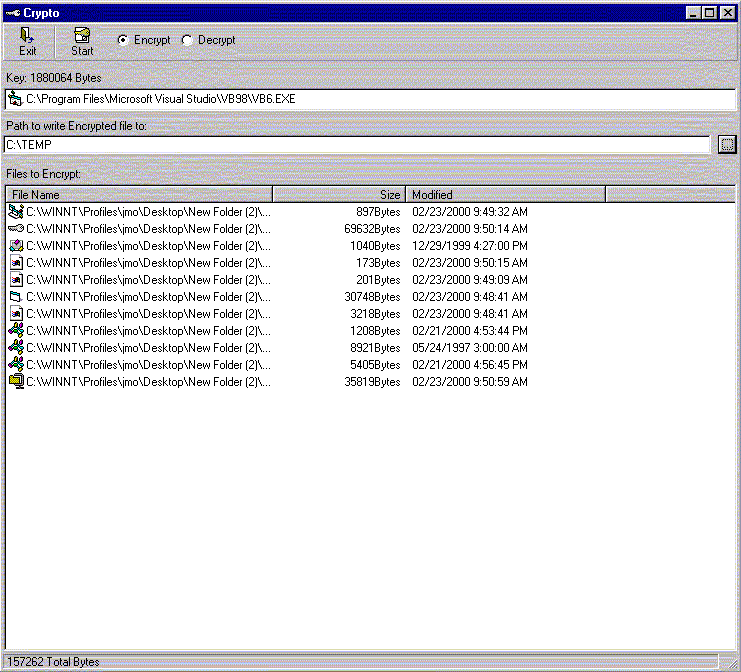 Crypto
Exit Start Encrypt Decrypt
Key: 1880064 Bytes
C:\Program Files\Microsoft Visual Studio\VB98\VB6.EXE
Path to write Encrypted file to:
C:\TEMP
Files to Encrypt:
File Name Size Modified
C:\WINNT\Profiles\jmo\Desktop\New Folder (2)\... 897Bytes 02/23/2000 9:49:32 AM
C:\WINNT\Profiles\jmo\Desktop\New Folder (2)\... 69632Bytes 02/23/2000 9:50:14 AM
C:\WINNT\Profiles\jmo\Desktop\New Folder (2)\... 1040Bytes 12/29/1999 4:27:00 PM
C:\WINNT\Profiles\jmo\Desktop\New Folder (2)\... 173Bytes 02/23/2000 9:50:15 AM
C:\WINNT\Profiles\jmo\Desktop\New Folder (2)\... 201Bytes 02/23/2000 9:49:09 AM
C:\WINNT\Profiles\jmo\Desktop\New Folder (2)\... 30748Bytes 02/23/2000 9:48:41 AM
C:\WINNT\Profiles\jmo\Desktop\New Folder (2)\... 3218Bytes 02/23/2000 9:48:41 AM
C:\WINNT\Profiles\jmo\Desktop\New Folder (2)\... 1208Bytes 02/21/2000 4:53:44 PM
C:\WINNT\Profiles\jmo\Desktop\New Folder (2)\... 8921Bytes 05/24/1997 3:00:00 AM
C:\WINNT\Profiles\jmo\Desktop\New Folder (2)\... 5405Bytes 02/21/2000 4:56:45 PM
C:\WINNT\Profiles\jmo\Desktop\New Folder (2)\... 35819Bytes 02/23/2000 9:50:59 AM
157262 Total Bytes